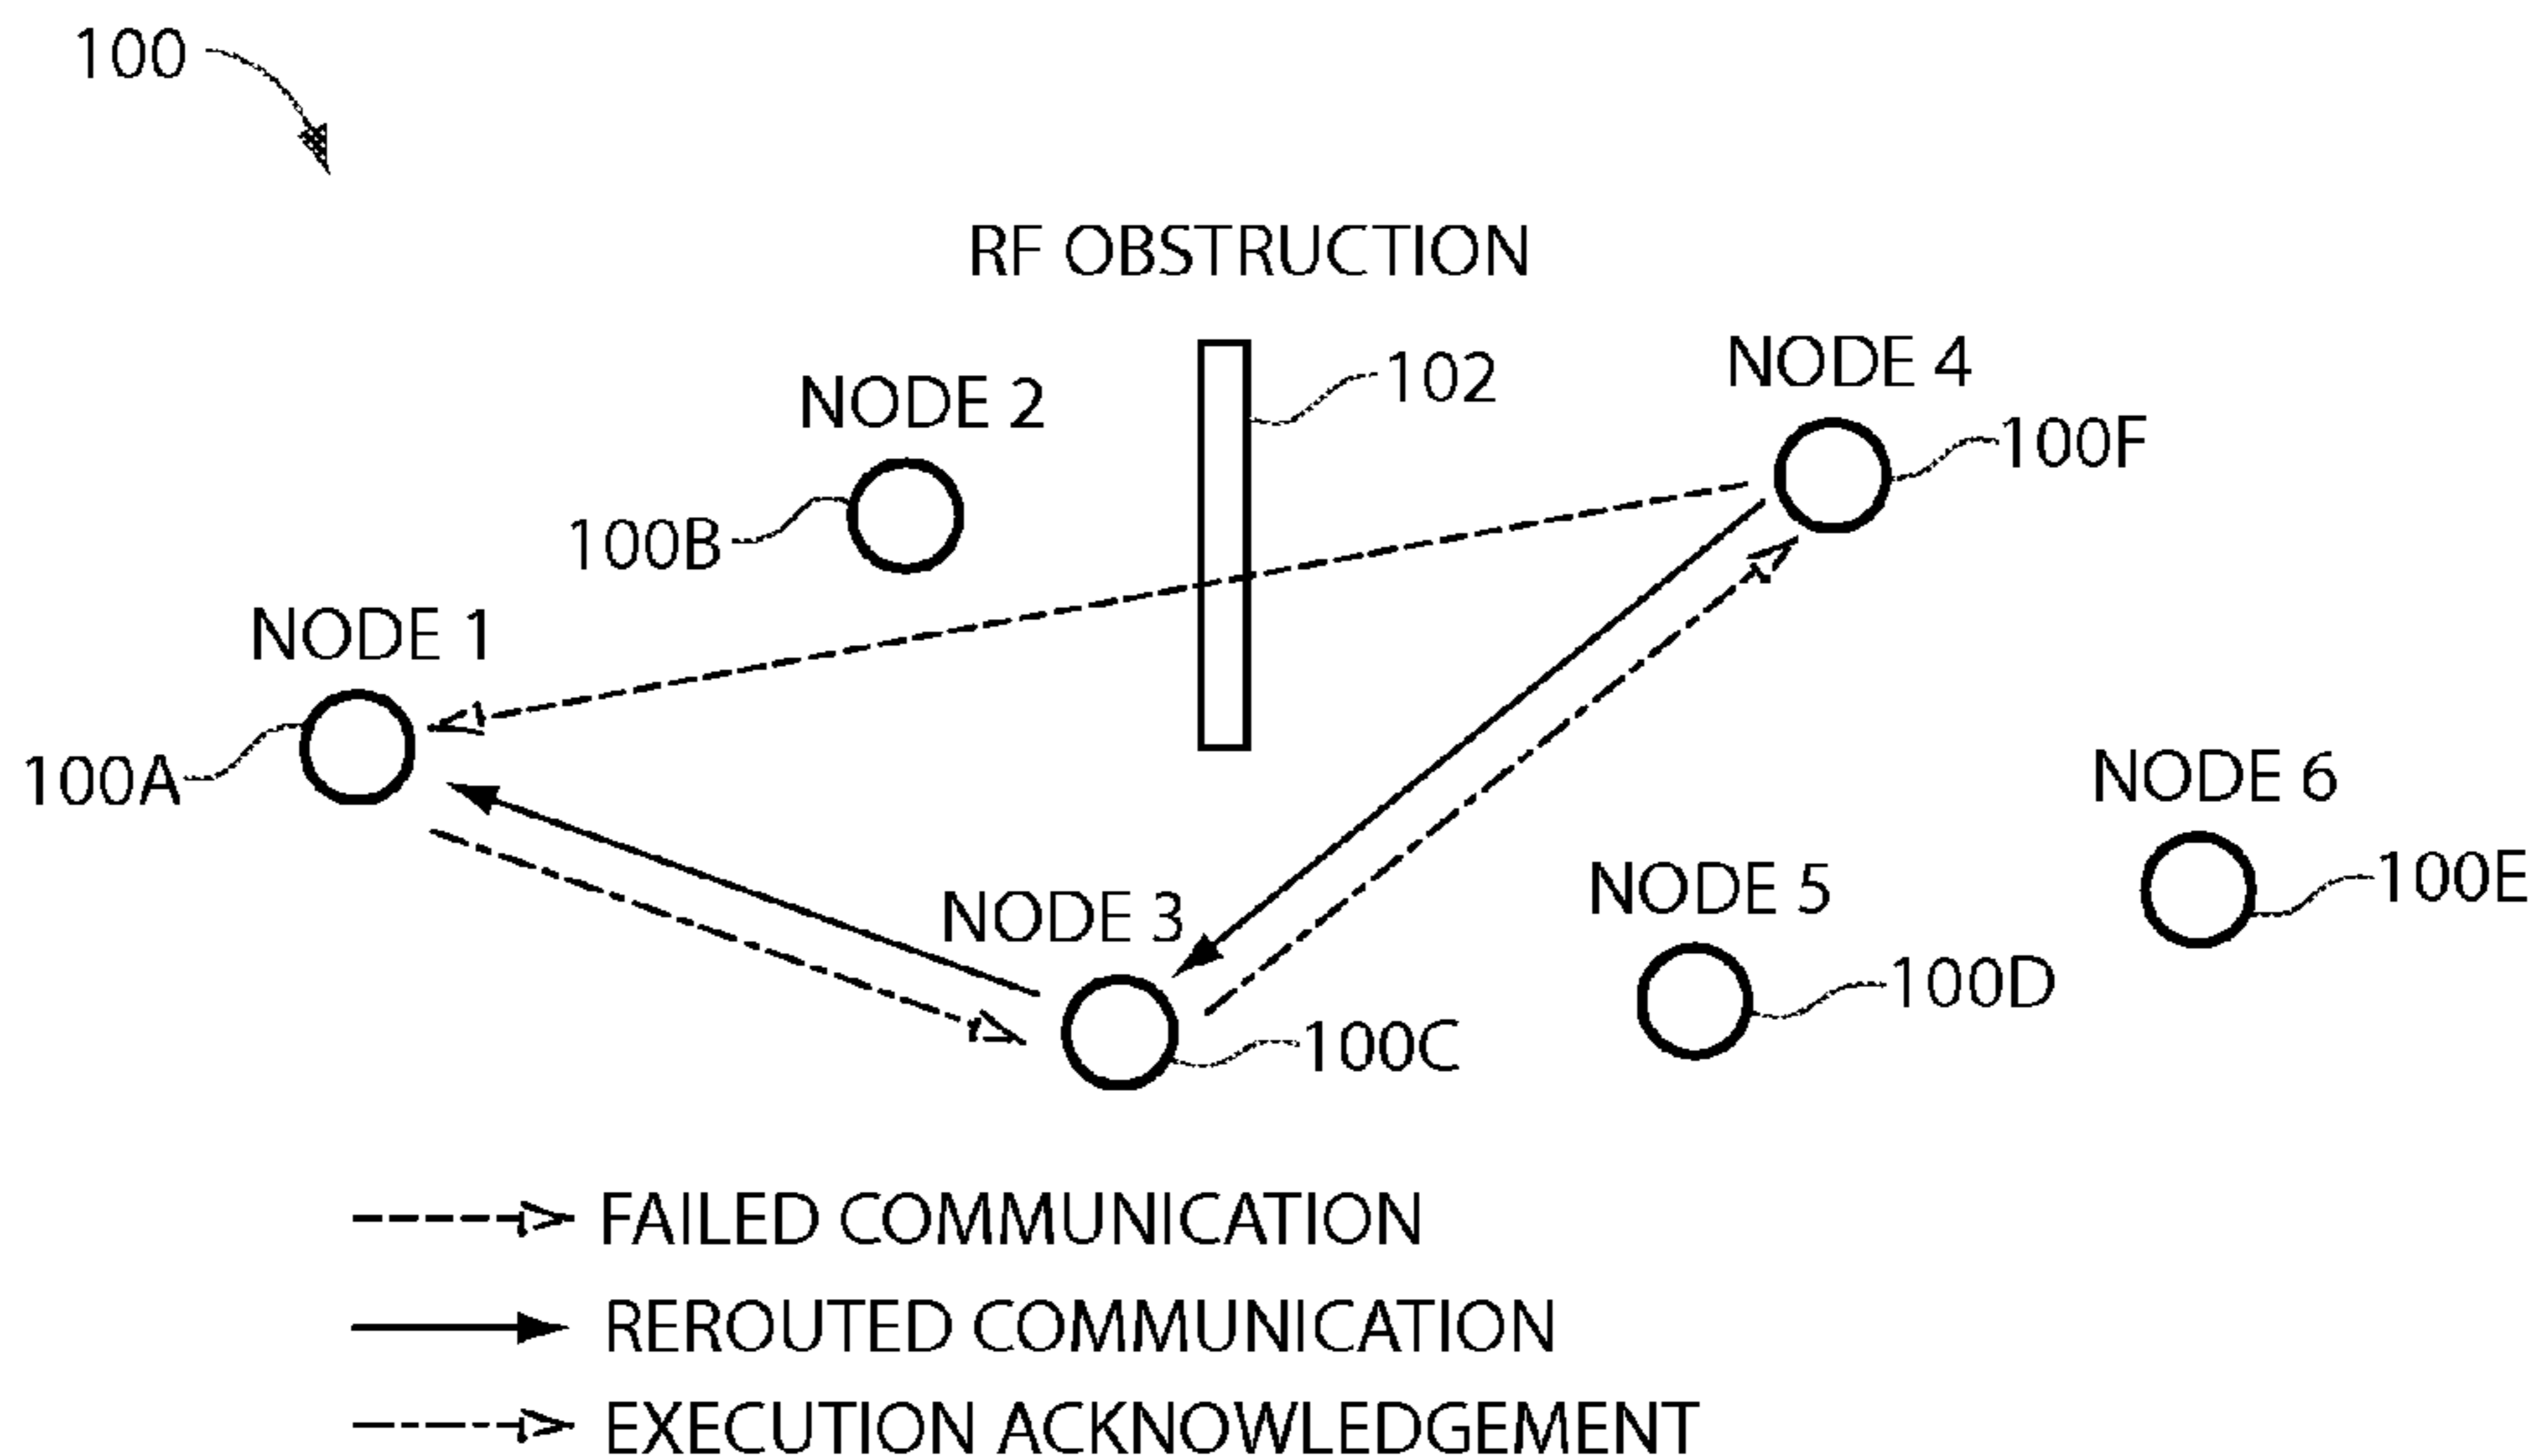 100
RF OBSTRUCTION
102
NODE 4
100F
NODE 2
100B
NODE 1
100A
NODE 6
100E
NODE 5
100D
NODE 3
100C
FAILED COMMUNICATION
REROUTED COMMUNICATION
EXECUTION ACKNOWLEDGEMENT